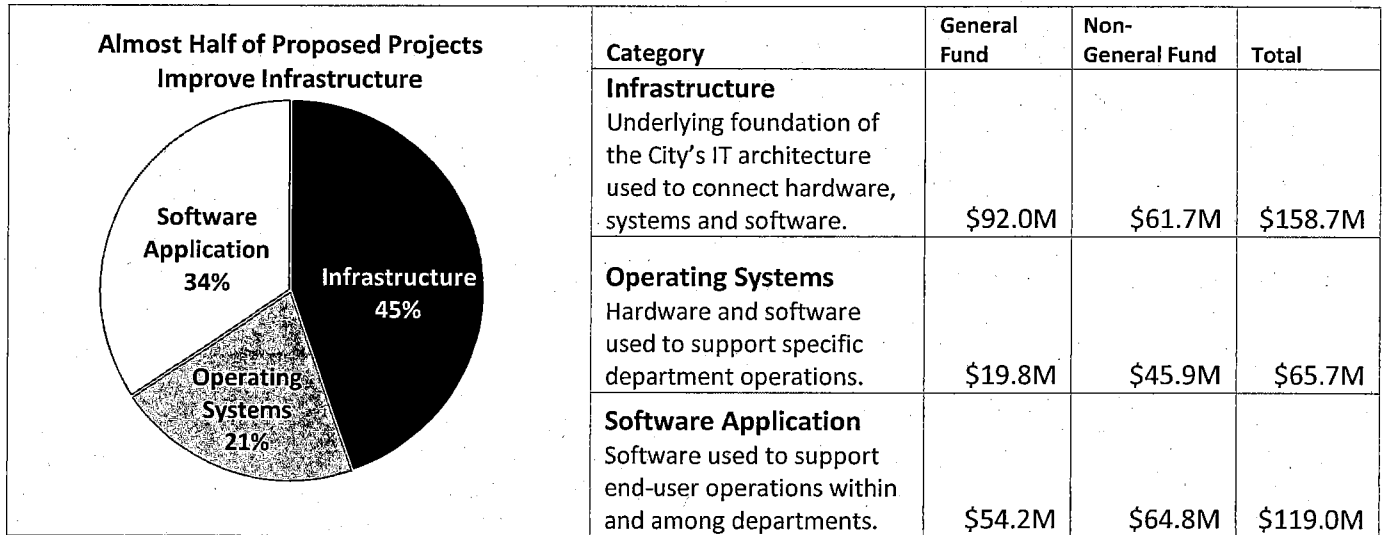 Almost Half of Proposed Projects
Improve Infrastructure
Software
Application
34%
Infrastructure
45%
Operating
Systems
21%
Category
General
Fund
Non-
General Fund
Total
Infrastructure
Underlying foundation of
the City's IT architecture
used to connect hardware,
systems and software.
$92.0M
$61.7M
$158.7M
Operating Systems
Hardware and software
used to support specific
department operations.
$19.8M
$45.9M
$65.7M
Software Application
Software used to support
end-user operations within
and among departments.
$54.2M
$64.8M
$119.0M